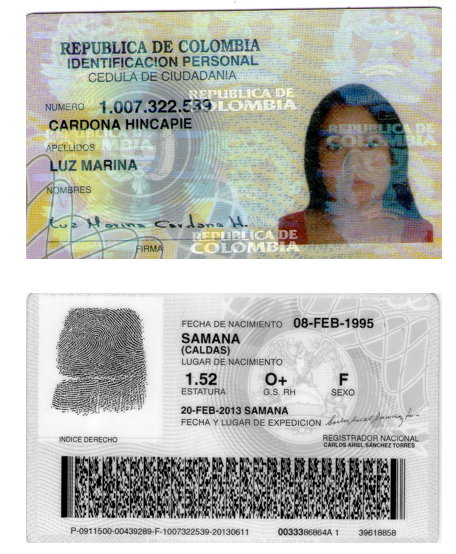 REPUBLICA DE COLOMBIA
IDENTIFICACION PERSONAL
CEDULA DE CIUDADANIA
NUMERO 1.007.322.539
CARDONA HINCAPIE
APELLIDOS
LUZ MARINA
NOMBRES
Luz Marina Cardona H.
FIRMA
REPUBLICA DE
COLOMBIA
REPUBLICA DE
COLOMBIA
FECHA DE NACIMIENTO 08-FEB-1995
SAMANA
(CALDAS)
LUGAR DE NACIMIENTO
1.52 O+ F
ESTATURA G.S. RH SEXO
20-FEB-2013 SAMANA
FECHA Y LUGAR DE EXPEDICION
INDICE DERECHO
REGISTRADOR NACIONAL
CARLOS ARIEL SANCHEZ TORRES
P-0911500-00439289-F-1007322539-20130611 0033386864A 1 39618858